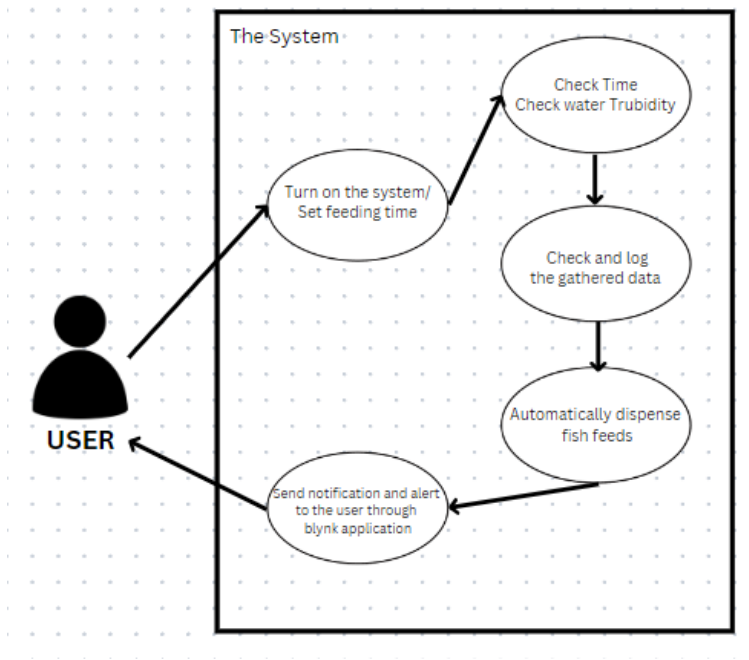 The System
Check Time
Check water Trubidity
Turn on the system/
Set feeding time
Check and log
the gathered data
Automatically dispense
fish feeds
USER
Send notification and alert
to the user through
blynk application